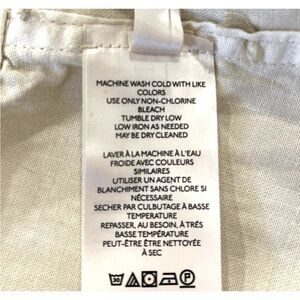 MACHINE WASH COLD WITH LIKE
COLORS
USE ONLY NON-CHLORINE
BLEACH
TUMBLE DRY LOW
LOW IRON AS NEEDED
MAY BE DRY CLEANED
LAVER À LA MACHINE À L'EAU
FROIDE AVEC COULEURS
SIMILAIRES
UTILISER UN AGENT DE
BLANCHIMENT SANS CHLORE SI
NÉCESSAIRE
SECHER PAR CULBUTAGE À BASSE
TEMPERATURE
REPASSER, AU BESOIN, À TRÈS
BASSE TEMPÉRATURE
PEUT-ÊTRE ÊTRE NETTOYÉE
À SEC